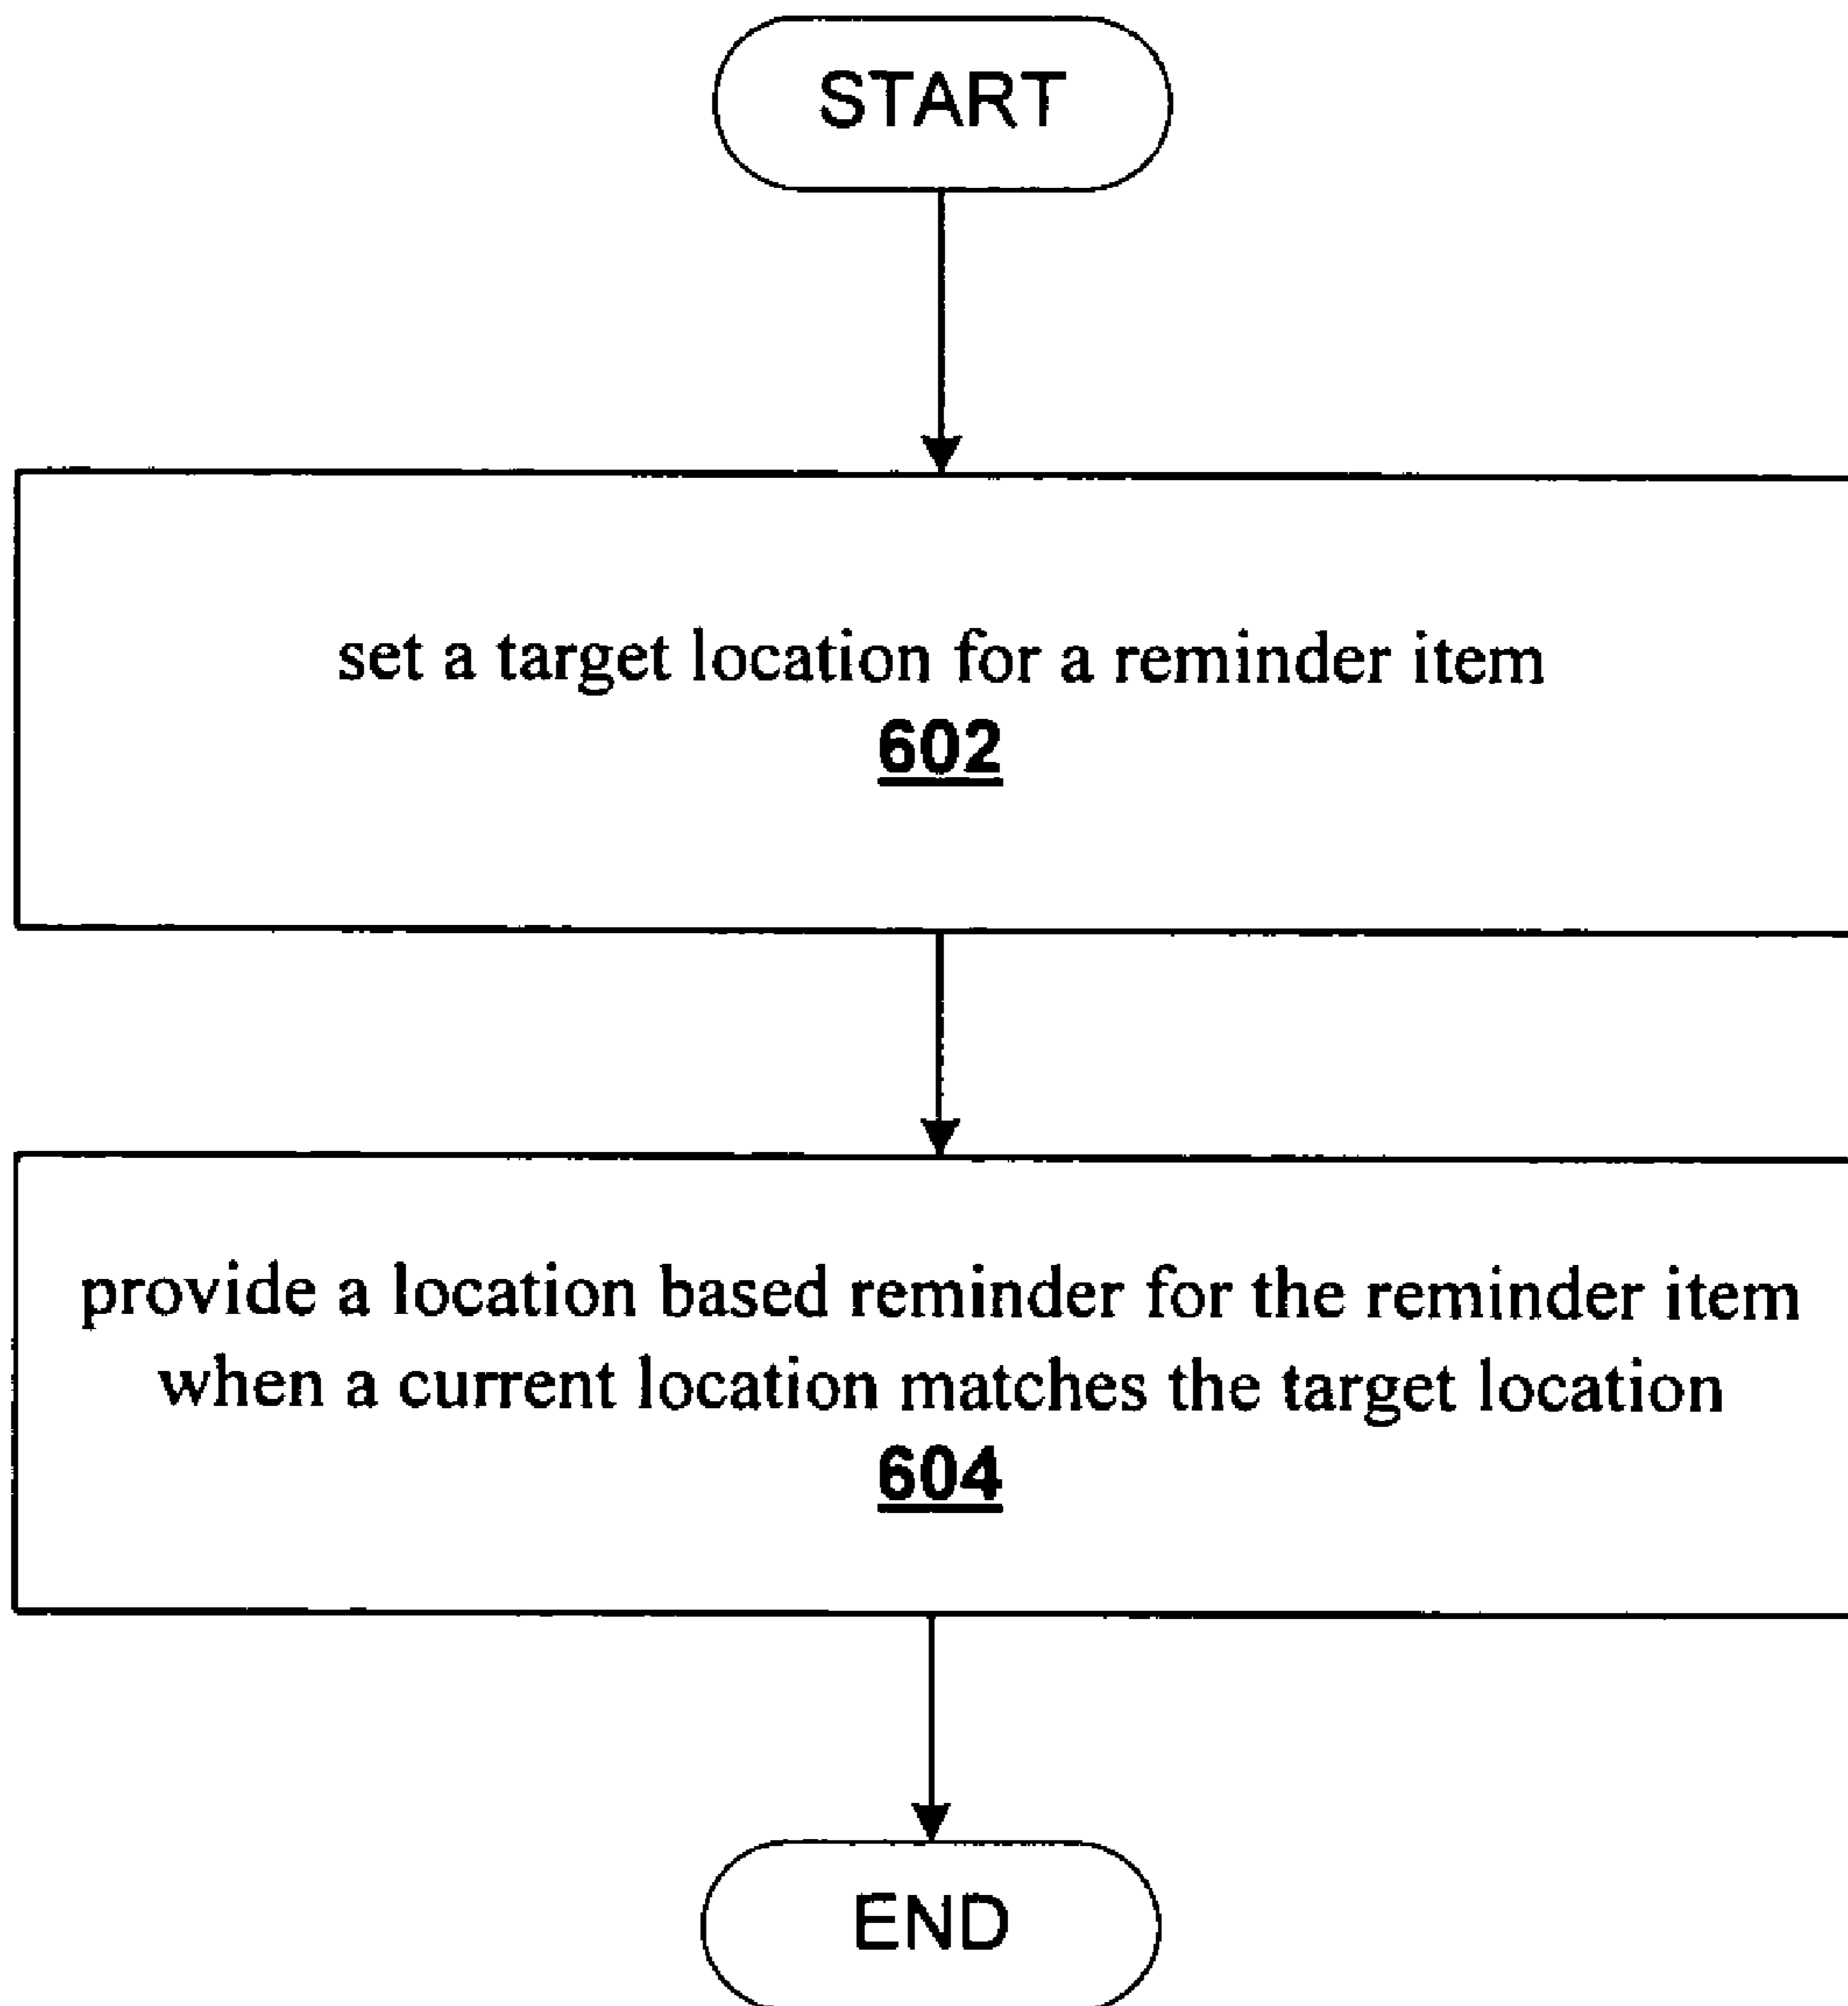 START
set a target location for a reminder item
602
provide a location based reminder for the reminder item
when a current location matches the target location
604
END